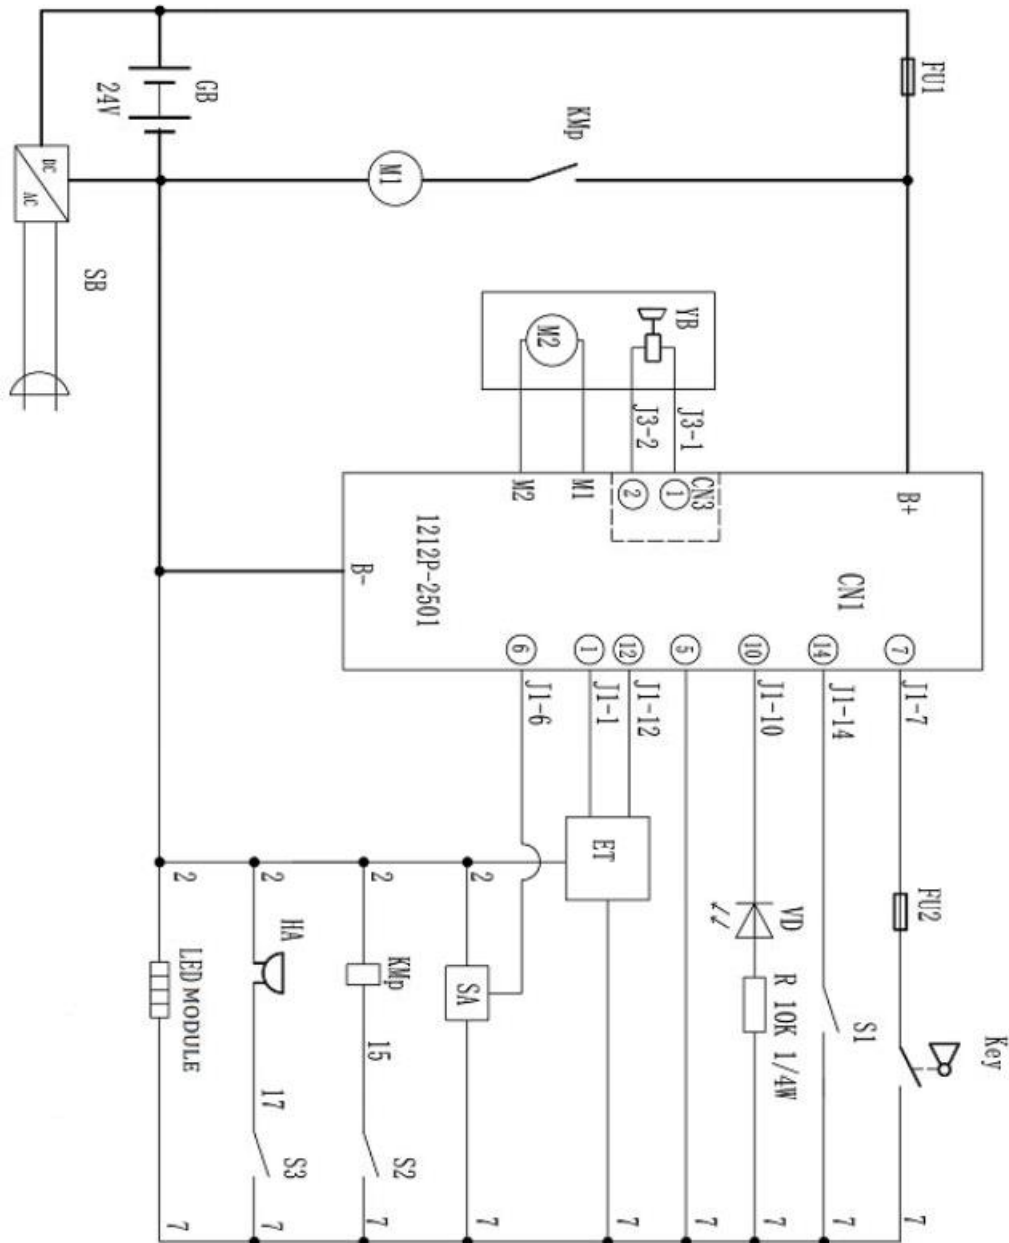 FU1
GB
24V
KMp
M1
DC
AC
SB
YB
M2
J3-1
J3-2
CN3
1
2
M1
M2
B+
1212P-2501
B-
CN1
6
1
12
5
10
14
7
J1-6
J1-1
J1-12
J1-10
J1-14
J1-7
ET
FU2
VD
2
2
2
2
HA
KMp
SA
LED MODULE
R 10K 1/4W
S1
Key
15
17
S3
S2
7
7
7
7
7
7
7
7